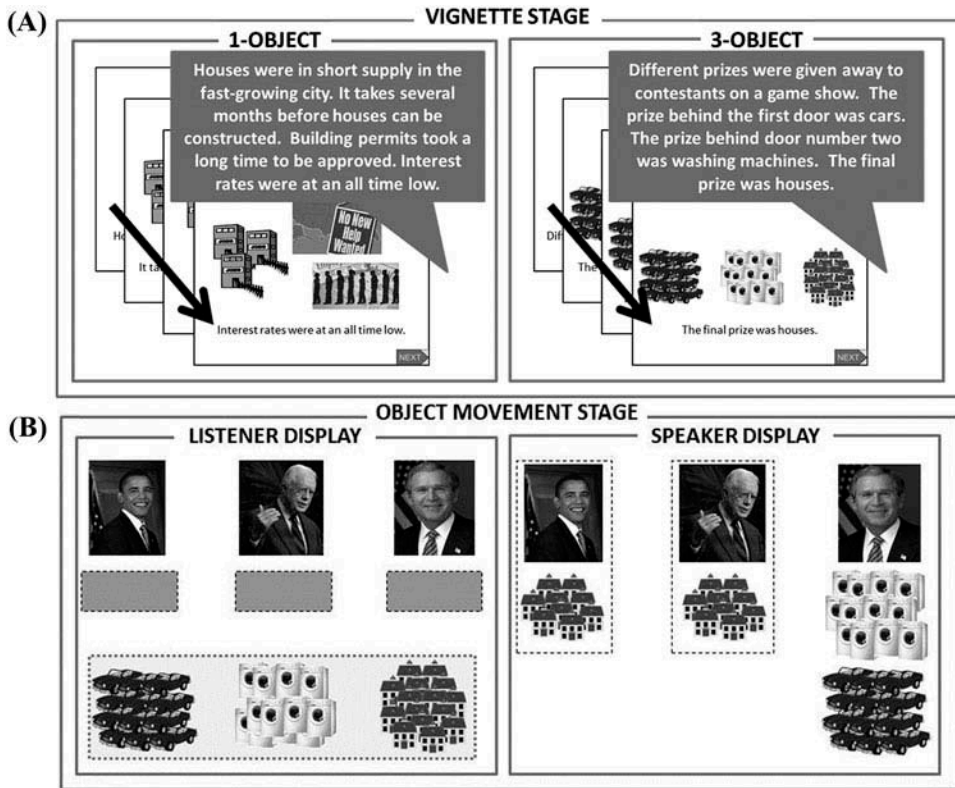 (A)
VIGNETTE STAGE
1-OBJECT
Houses were in short supply in the
fast-growing city. It takes several
months before houses can be
constructed. Building permits took a
long time to be approved. Interest
rates were at an all time low.
No New
Help
Wanted
Ho
It ta
Interest rates were at an all time low.
NEXT
3-OBJECT
Different prizes were given away to
contestants on a game show. The
prize behind the first door was cars.
The prize behind door number two
was washing machines. The final
prize was houses.
Diff
The
The final prize was houses.
NEXT
(B)
OBJECT MOVEMENT STAGE
LISTENER DISPLAY
SPEAKER DISPLAY